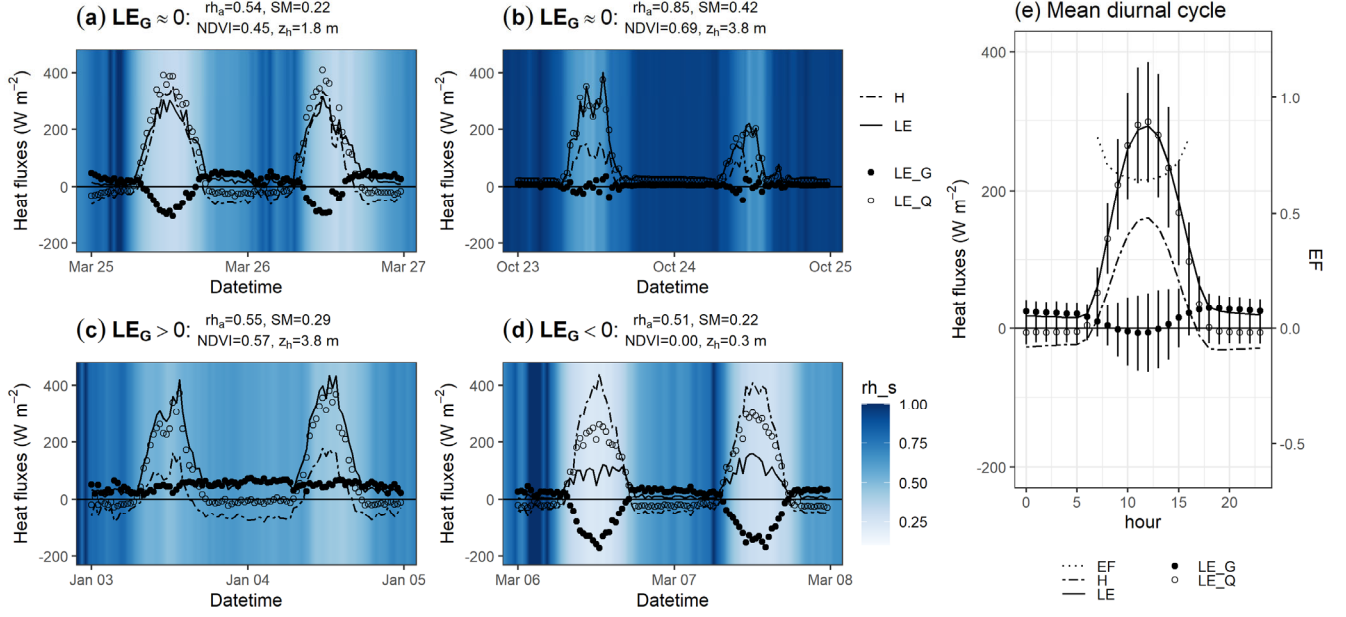 (a) LE_G ≈ 0: rh_a=0.54, SM=0.22
NDVI=0.45, z_h=1.8 m
Heat fluxes (W m⁻²)
400
200
0
-200
Mar 25
Mar 26
Mar 27
Datetime
(b) LE_G ≈ 0: rh_a=0.85, SM=0.42
NDVI=0.69, z_h=3.8 m
Heat fluxes (W m⁻²)
400
200
0
-200
Oct 23
Oct 24
Oct 25
Datetime
H
LE
LE_G
LE_Q
(c) LE_G > 0: rh_a=0.55, SM=0.29
NDVI=0.57, z_h=3.8 m
Heat fluxes (W m⁻²)
400
200
0
-200
Jan 03
Jan 04
Jan 05
Datetime
(d) LE_G < 0: rh_a=0.51, SM=0.22
NDVI=0.00, z_h=0.3 m
Heat fluxes (W m⁻²)
400
200
0
-200
Mar 06
Mar 07
Mar 08
Datetime
rh_s
1.00
0.75
0.50
0.25
(e) Mean diurnal cycle
Heat fluxes (W m⁻²)
400
200
0
-200
1.0
0.5
0.0
-0.5
EF
0
5
10
15
20
hour
EF
H
LE
LE_G
LE_Q